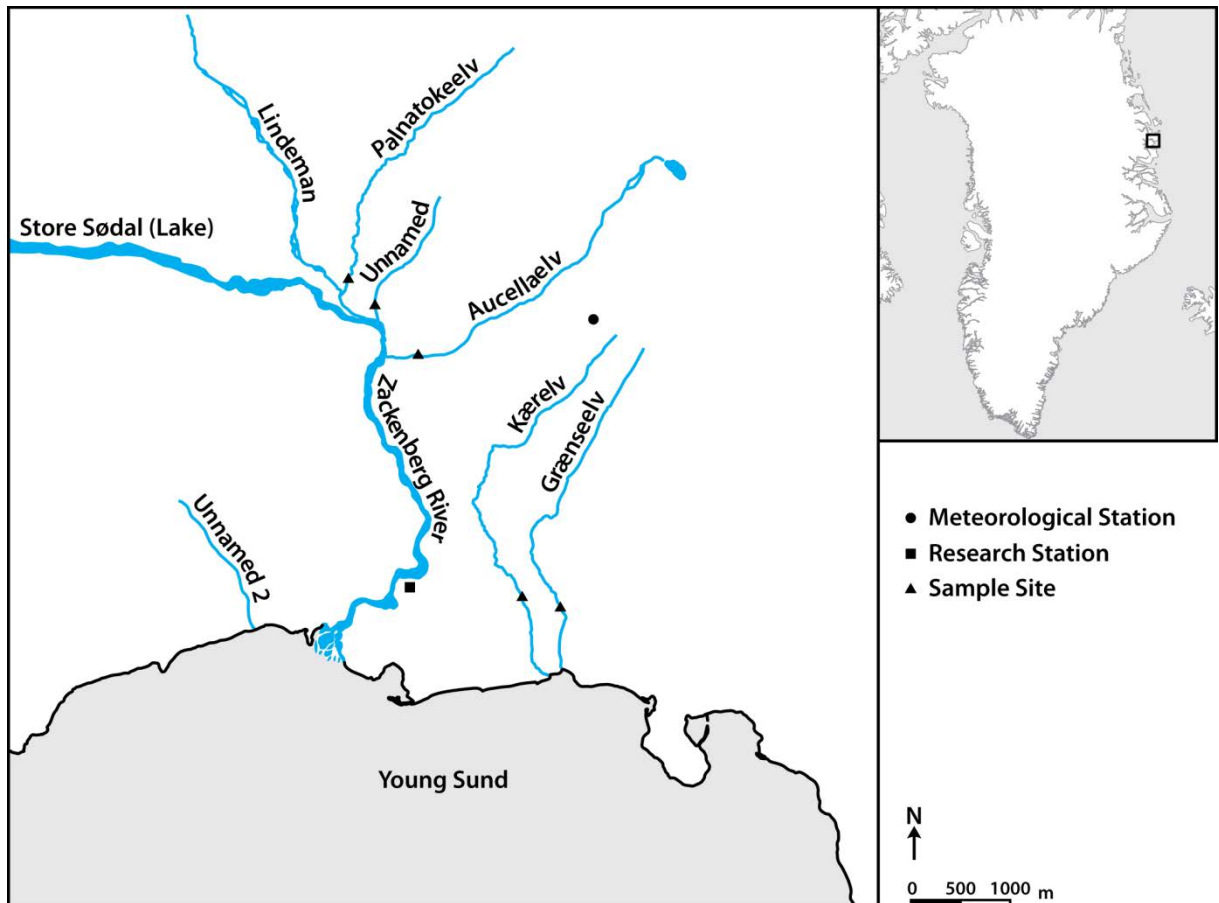 Lindeman
Palnatokeelv
Store Sødal (Lake)
Unnamed
Aucellaelv
Zackenberg River
Kærelv
Grænseelv
Unnamed 2
Young Sund
Meteorological Station
Research Station
Sample Site
N
0 500 1000 m